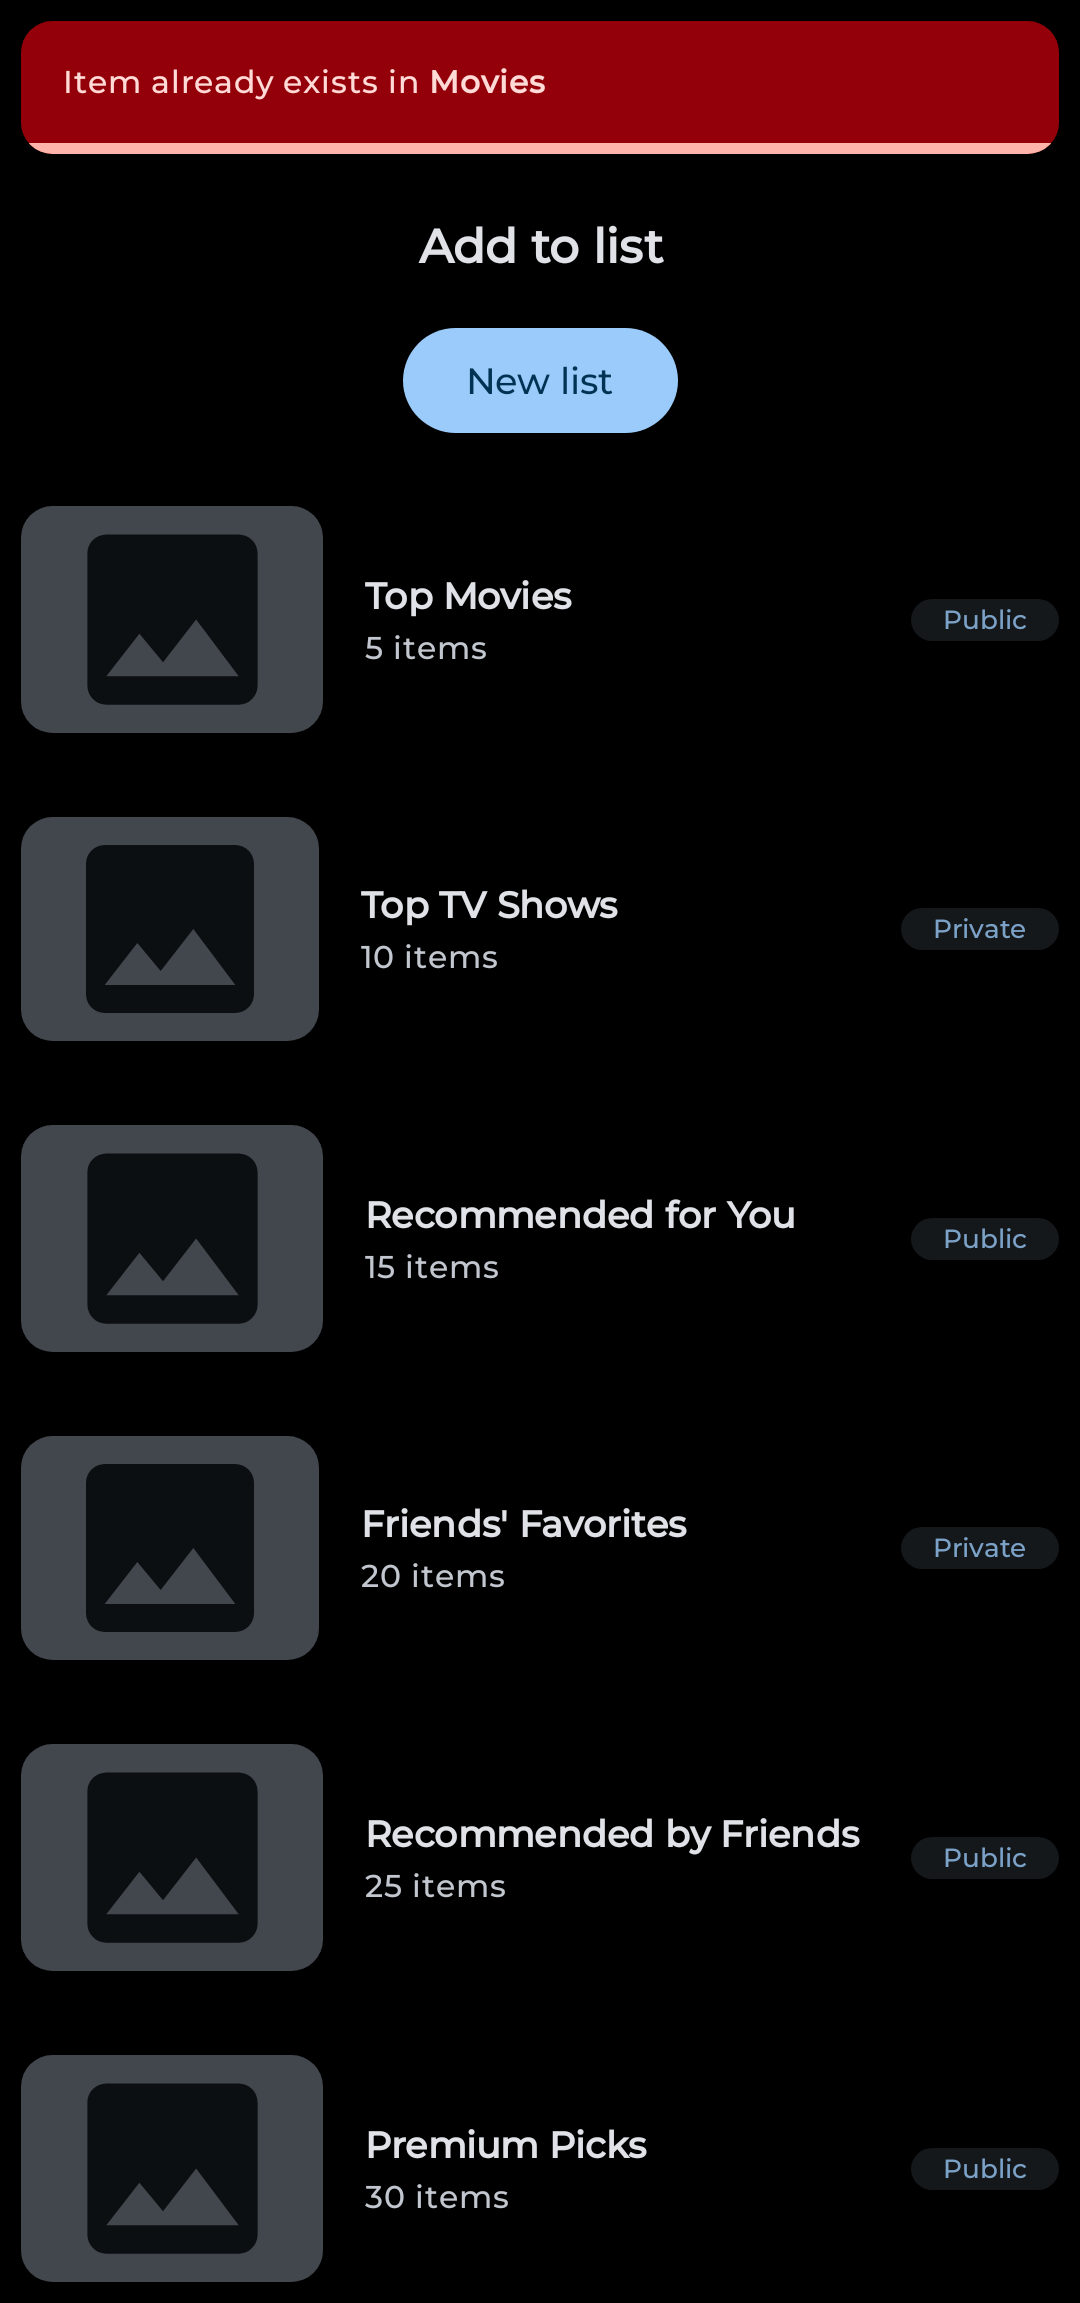 Item already exists in Movies
Add to list
New list
Top Movies
5 items
Public
Top TV Shows
10 items
Private
Recommended for You
15 items
Public
Friends' Favorites
20 items
Private
Recommended by Friends
25 items
Public
Premium Picks
30 items
Public